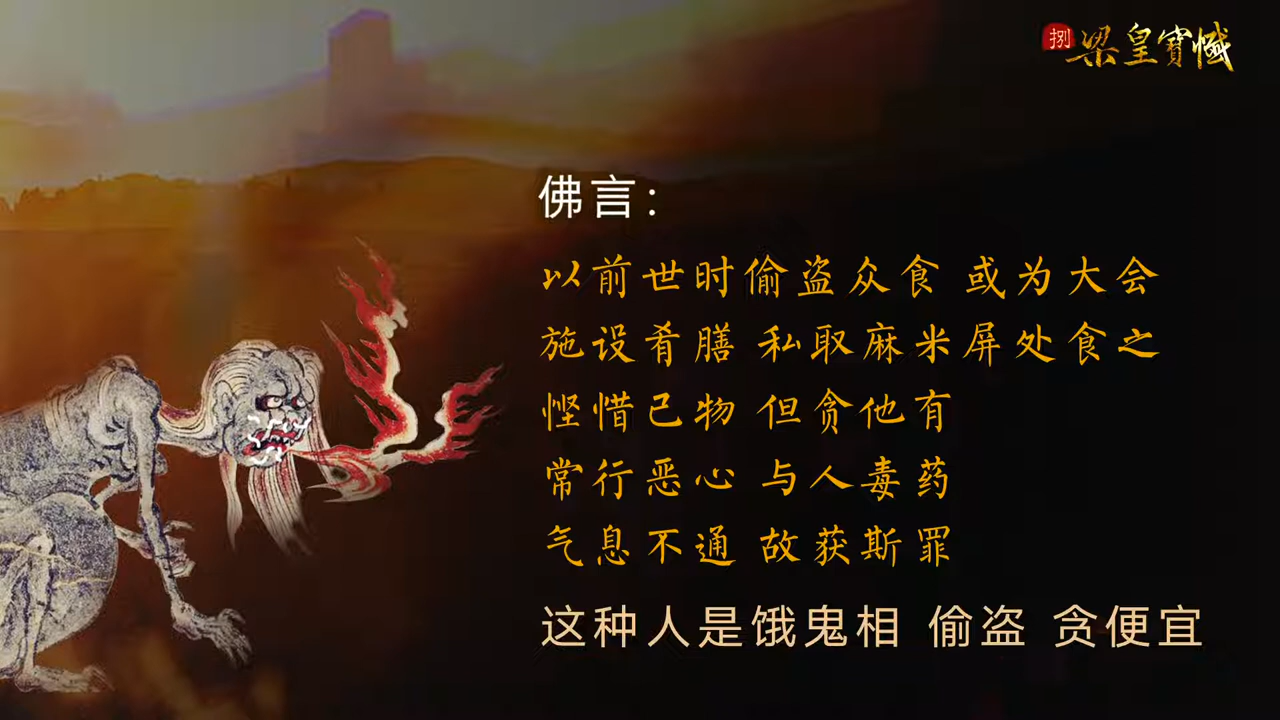 捌 梁皇寶懺
佛言：
以前世时偷盗众食 或为大会
施设肴膳 私取麻米屏处食之
悭惜己物 但贪他有
常行恶心 与人毒药
气息不通 故获斯罪
这种人是饿鬼相 偷盗 贪便宜